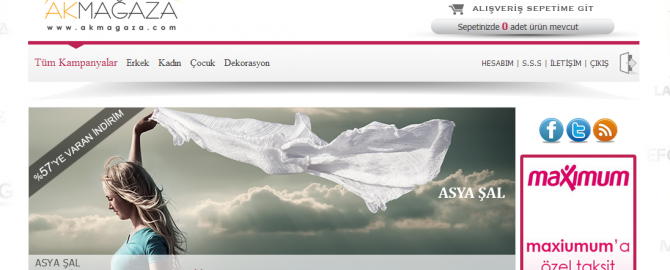 AKMAĞAZA
www.akmagaza.com
ALIŞVERİŞ SEPETİME GİT
Sepetinizde 0 adet ürün mevcut
Tüm Kampanyalar Erkek Kadın Çocuk Dekorasyon
HESABIM | S.S.S | İLETİŞİM | ÇIKIŞ
%57'YE VARAN İNDİRİM
ASYA ŞAL
ASYA ŞAL
maximum
maxiumum'a
özel taksit